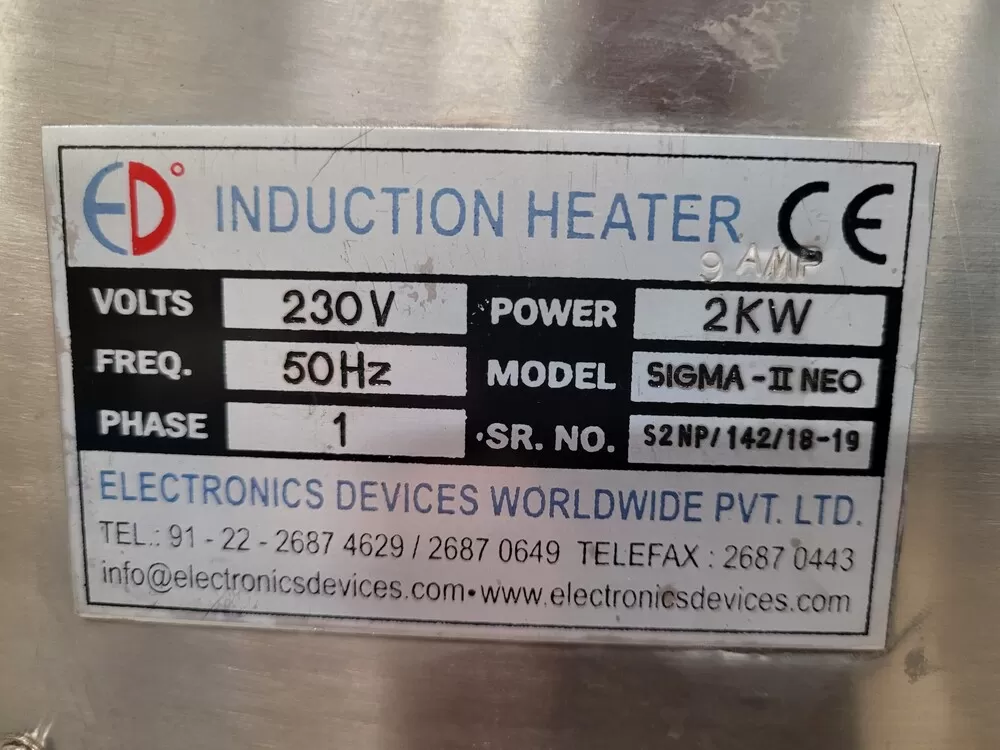 ED INDUCTION HEATER CE
9 AMP
VOLTS 230V POWER 2KW
FREQ. 50Hz MODEL SIGMA-II NEO
PHASE 1 SR. NO. S2NP/142/18-19
ELECTRONICS DEVICES WORLDWIDE PVT. LTD.
TEL.: 91 - 22 - 2687 4629 / 2687 0649 TELEFAX : 2687 0443
info@electronicsdevices.com•www.electronicsdevices.com